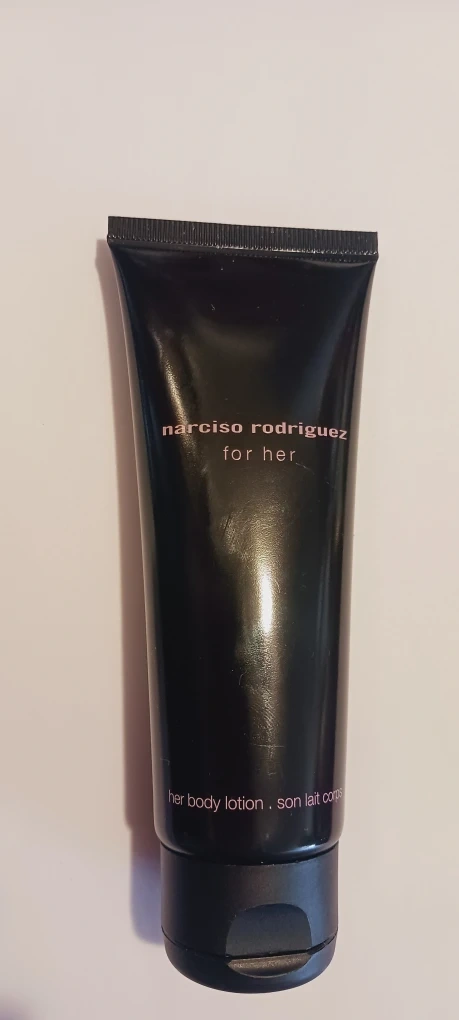 narciso rodriguez
for her
her body lotion . son lait corps